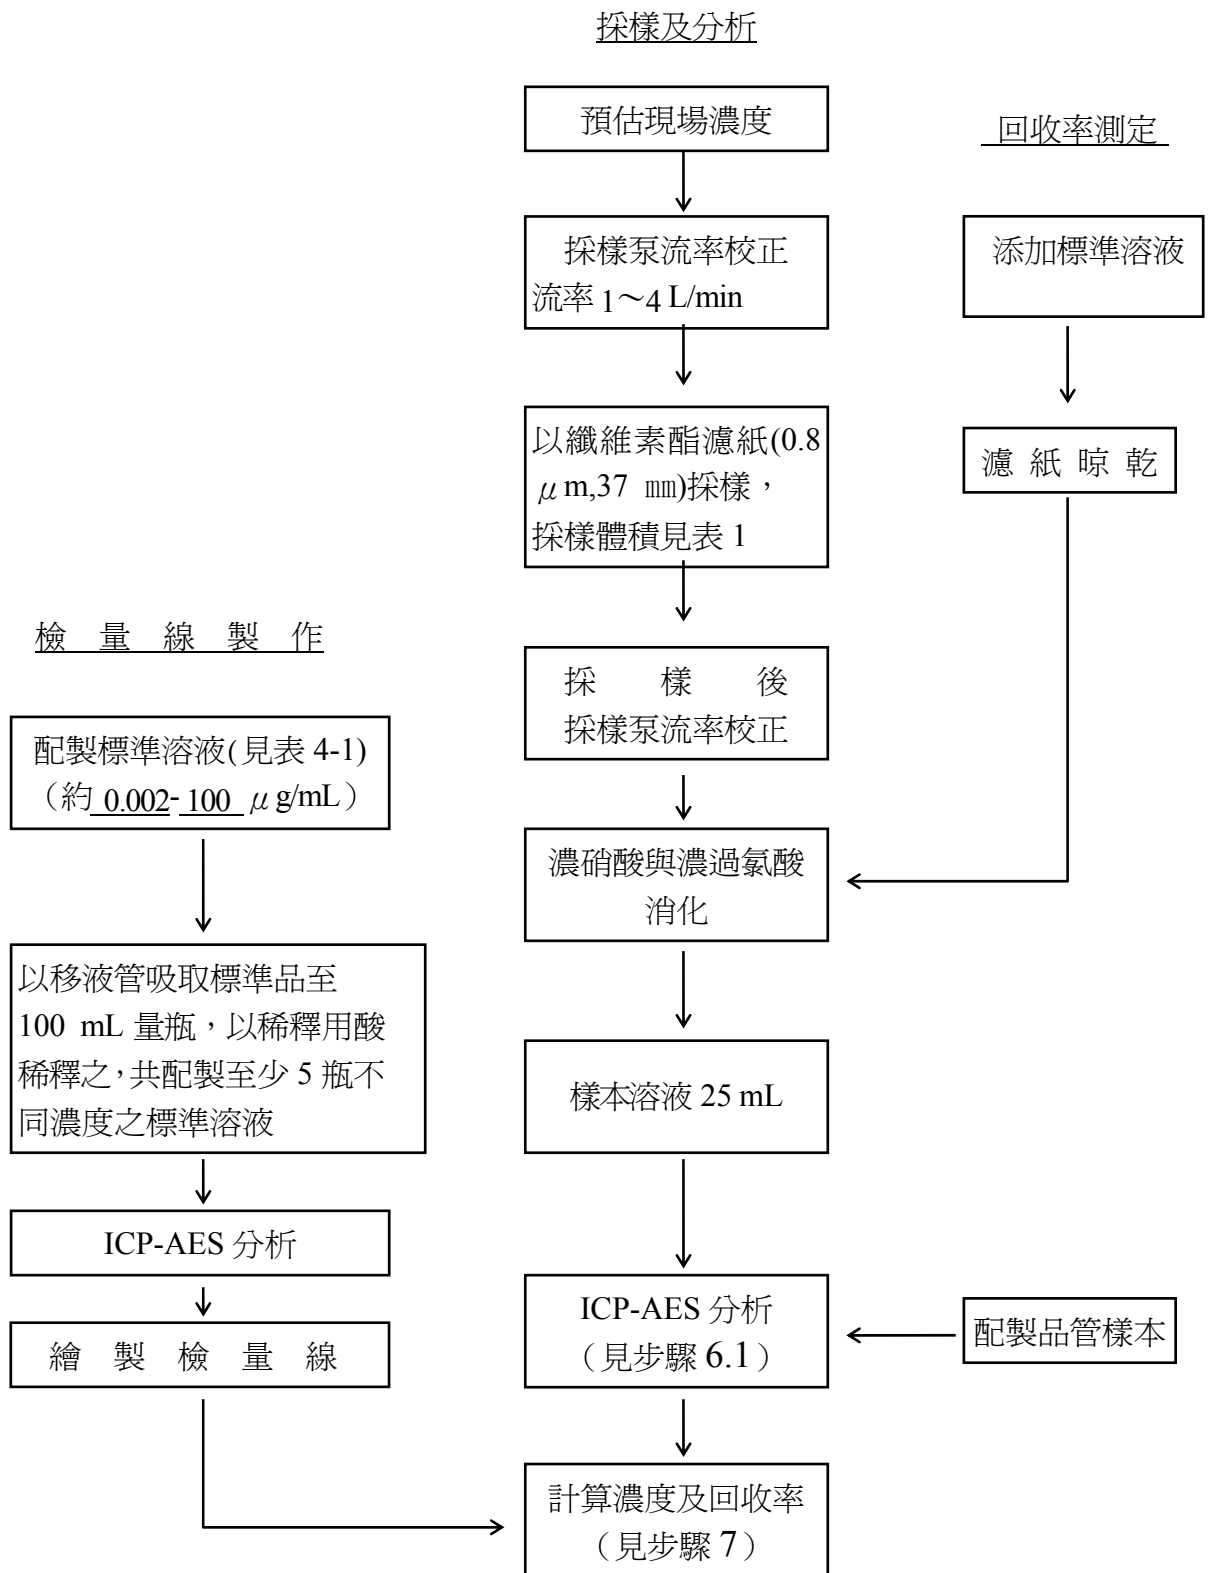 採樣及分析
預估現場濃度
採樣泵流率校正
流率 1～4 L/min
以纖維素酯濾紙(0.8
μm,37 ㎜)採樣，
採樣體積見表 1
採 樣 後
採樣泵流率校正
濃硝酸與濃過氯酸
消化
樣本溶液 25 mL
ICP-AES 分析
（見步驟 6.1）
計算濃度及回收率
（見步驟 7）
回收率測定
添加標準溶液
濾 紙 晾 乾
配製品管樣本
檢 量 線 製 作
配製標準溶液(見表 4-1)
（約 0.002- 100 μg/mL）
以移液管吸取標準品至
100 mL 量瓶，以稀釋用酸
稀釋之，共配製至少 5 瓶不
同濃度之標準溶液
ICP-AES 分析
繪 製 檢 量 線